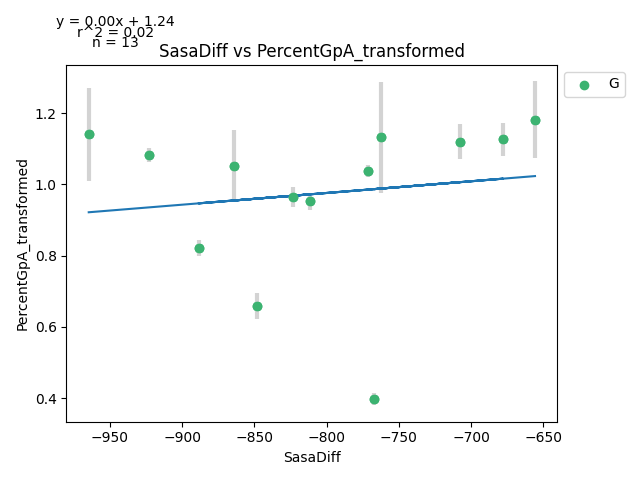 y = 0.00x + 1.24
r^2 = 0.02
n = 13
SasaDiff vs PercentGpA_transformed
G
PercentGpA_transformed
1.2
1.0
0.8
0.6
0.4
−950
−900
−850
−800
−750
−700
−650
SasaDiff